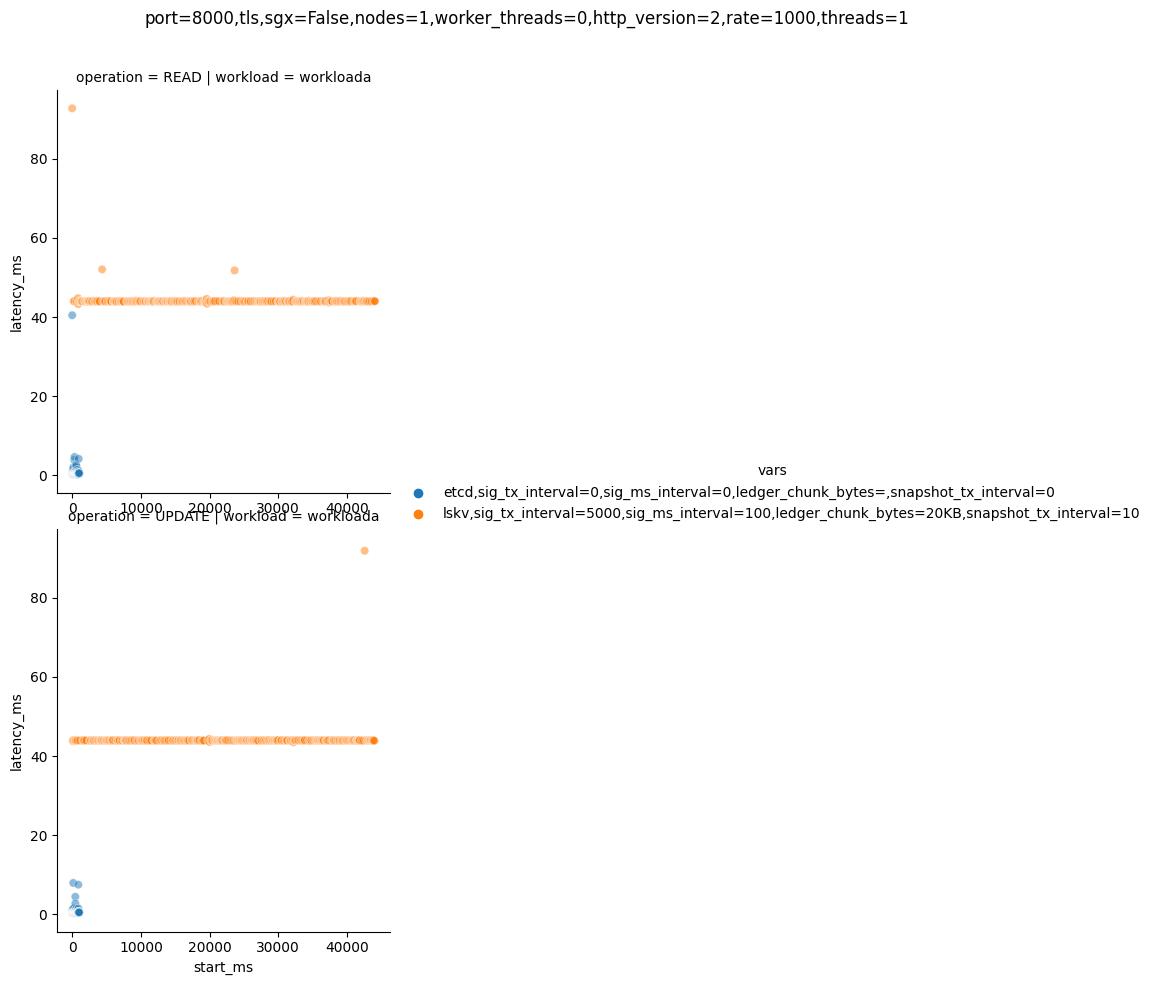 port=8000,tls,sgx=False,nodes=1,worker_threads=0,http_version=2,rate=1000,threads=1
operation = READ | workload = workloada
80
60
40
20
0
latency_ms
0 10000 20000 30000 40000
operation = UPDATE | workload = workloada
80
60
40
20
0
latency_ms
0 10000 20000 30000 40000
start_ms
vars
etcd,sig_tx_interval=0,sig_ms_interval=0,ledger_chunk_bytes=,snapshot_tx_interval=0
lskv,sig_tx_interval=5000,sig_ms_interval=100,ledger_chunk_bytes=20KB,snapshot_tx_interval=10